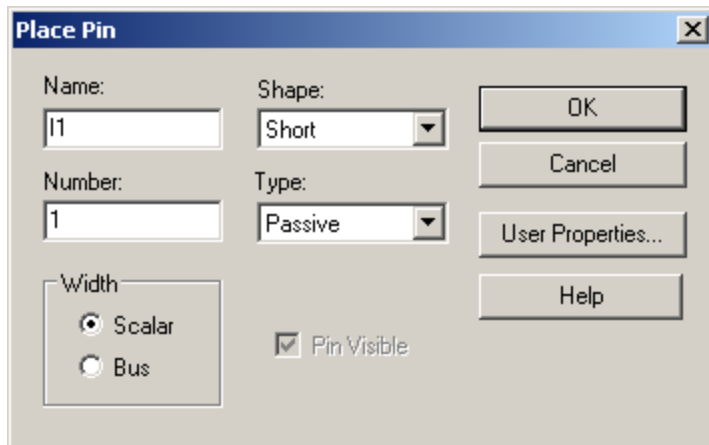 Place Pin
Name:
I1
Shape:
Short
OK
Cancel
Number:
1
Type:
Passive
User Properties...
Width
Scalar
Bus
Pin Visible
Help